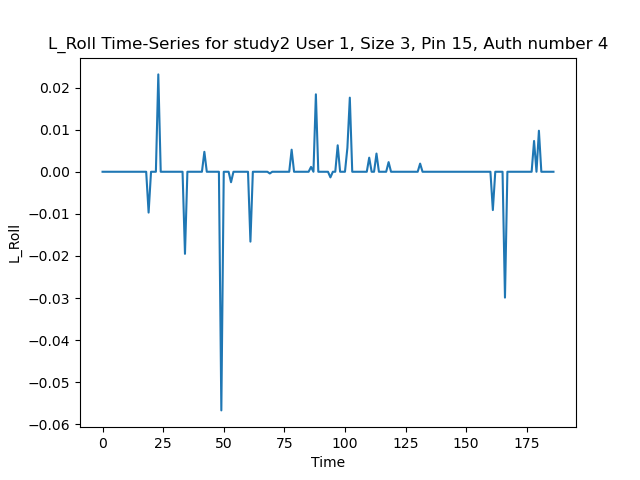 L_Roll Time-Series for study2 User 1, Size 3, Pin 15, Auth number 4
0.02
0.01
0.00
−0.01
−0.02
−0.03
−0.04
−0.05
−0.06
L_Roll
0 25 50 75 100 125 150 175
Time